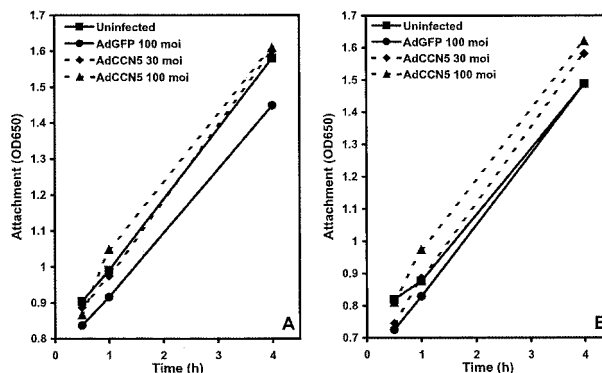 Uninfected
AdGFP 100 moi
AdCCN5 30 moi
AdCCN5 100 moi
1.6
1.5
1.4
1.3
1.2
1.1
1
0.9
0.8
Attachment (OD650)
0
1
2
3
4
Time (h)
A
Uninfected
AdGFP 100 moi
AdCCN5 30 moi
AdCCN5 100 moi
1.7
1.6
1.5
1.4
1.3
1.2
1.1
1
0.9
0.8
0.7
Attachment (OD650)
0
1
2
3
4
Time (h)